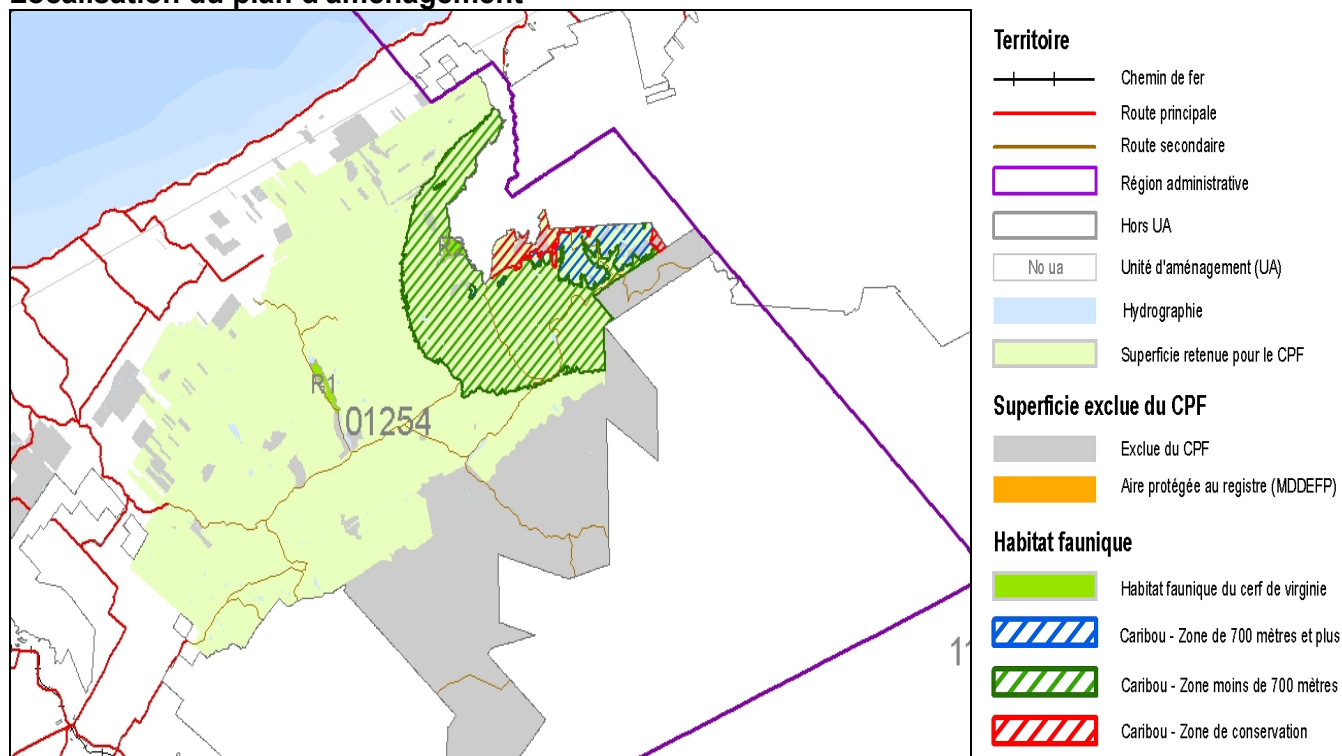 Localisation du plan d'aménagement
Territoire
Chemin de fer
Route principale
Route secondaire
Région administrative
Hors UA
No ua
Unité d'aménagement (UA)
Hydrographie
Superficie retenue pour le CPF
Superficie exclue du CPF
Exclue du CPF
Aire protégée au registre (MDDEFP)
Habitat faunique
Habitat faunique du cerf de virginie
Caribou - Zone de 700 mètres et plus
Caribou - Zone moins de 700 mètres
Caribou - Zone de conservation
R2
R1
01254